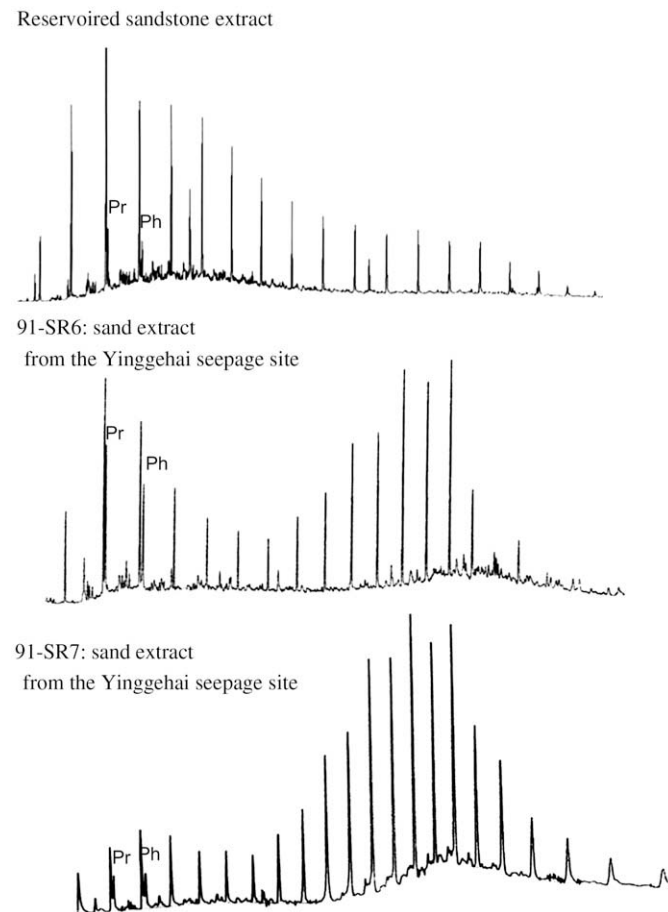 Reservoired sandstone extract
Pr
Ph
91-SR6: sand extract
from the Yinggehai seepage site
Pr
Ph
91-SR7: sand extract
from the Yinggehai seepage site
Pr
Ph